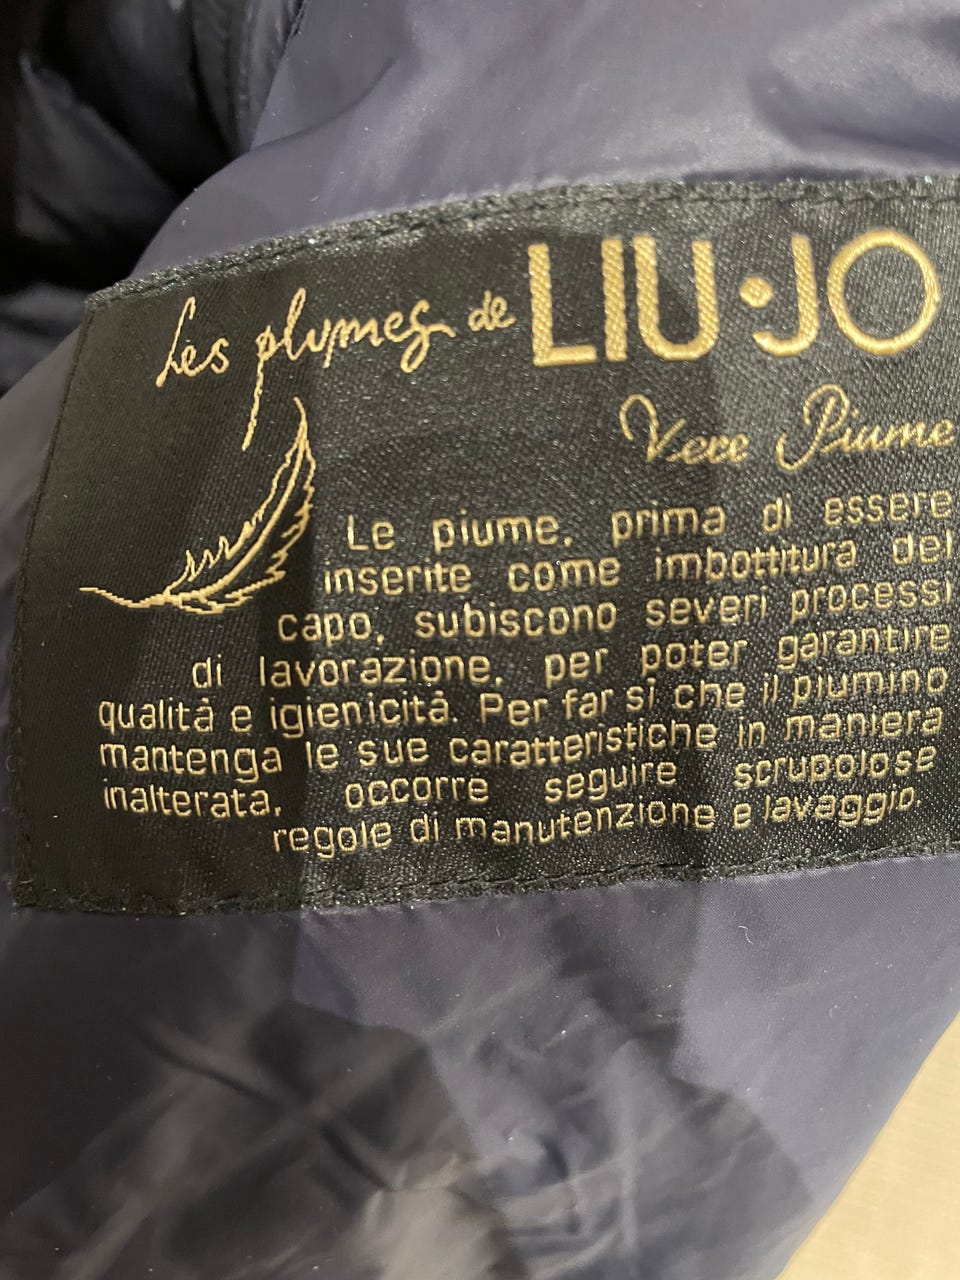 Les plumes de LIU·JO
Vere Piume
Le piume, prima di essere
inserite come imbottitura del
capo, subiscono severi processi
di lavorazione, per poter garantire
qualità e igienicità. Per far sì che il piumino
mantenga le sue caratteristiche in maniera
inalterata, occorre seguire scrupolose
regole di manutenzione e lavaggio.